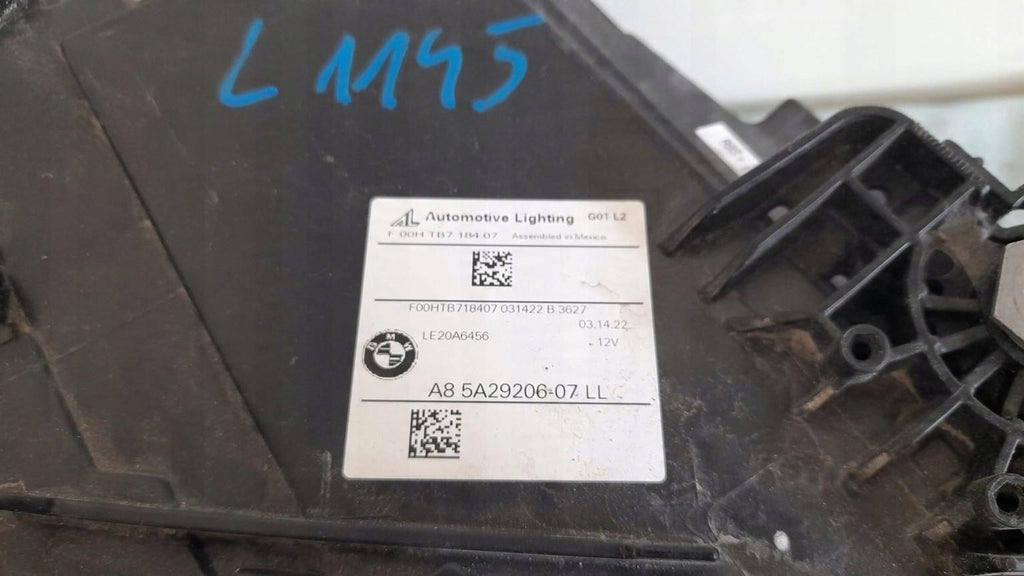 L 1145
Automotive Lighting G01 L2
F 00H TB7 184 07 Assembled in Mexico
F00HTB718407 031422 B 3627
03.14.22
LE20A6456
12V
BMW
A8 5A29206-07 LL